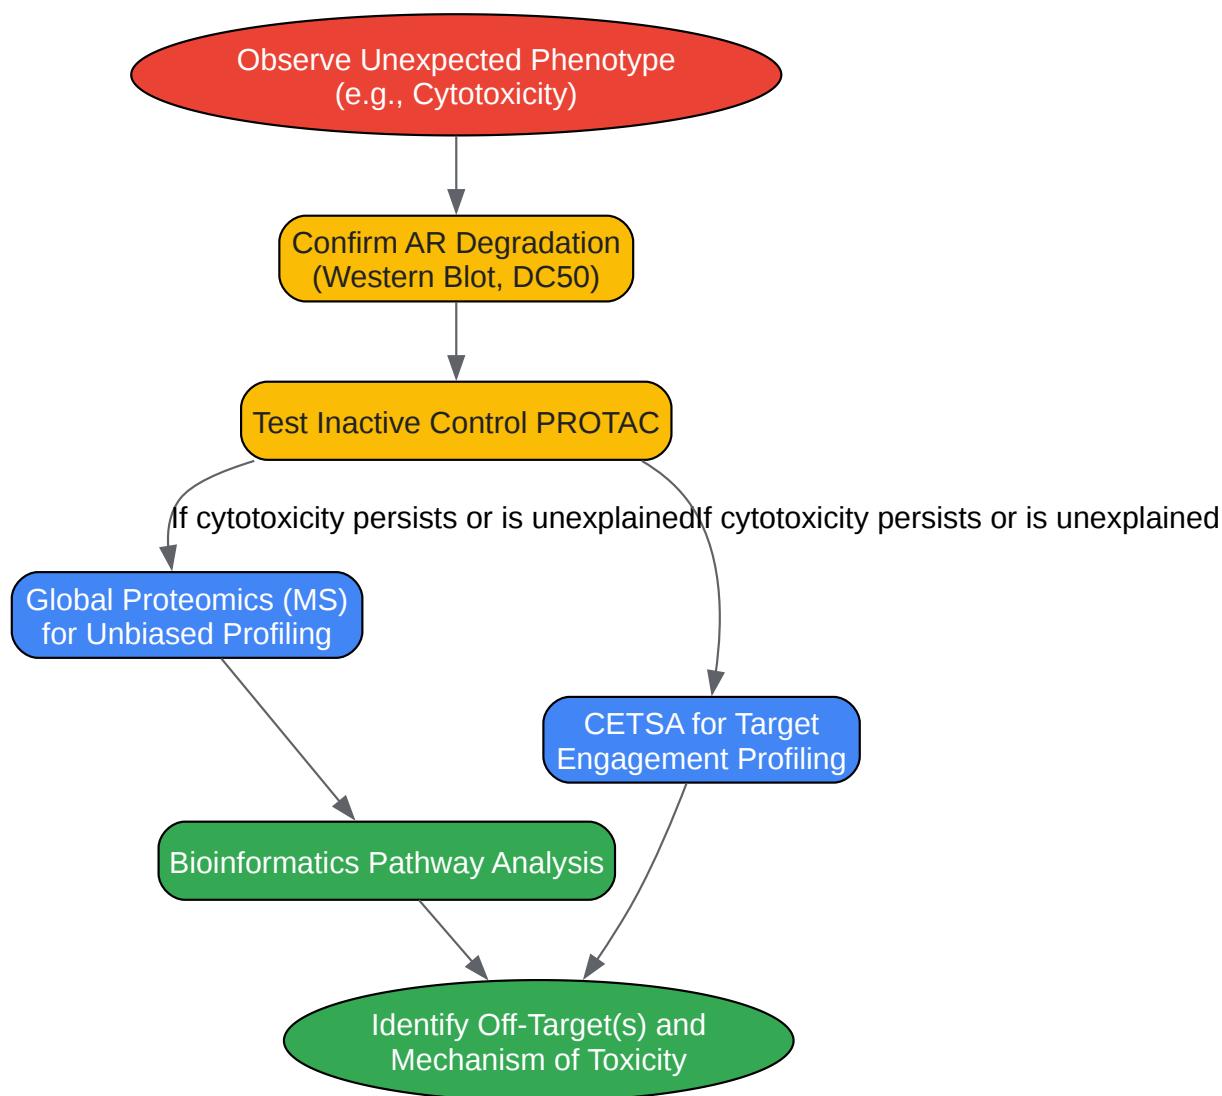 Observe Unexpected Phenotype
(e.g., Cytotoxicity)
Confirm AR Degradation
(Western Blot, DC50)
Test Inactive Control PROTAC
If cytotoxicity persists or is unexplained
If cytotoxicity persists or is unexplained
Global Proteomics (MS)
for Unbiased Profiling
CETSA for Target
Engagement Profiling
Bioinformatics Pathway Analysis
Identify Off-Target(s) and
Mechanism of Toxicity